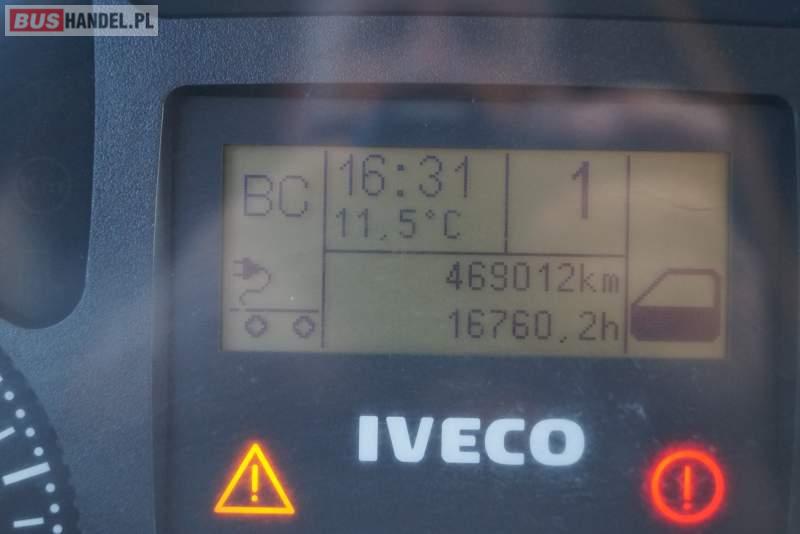 BUSHANDEL.PL
BC
16:31
1
11,5°C
469012km
16760,2h
IVECO